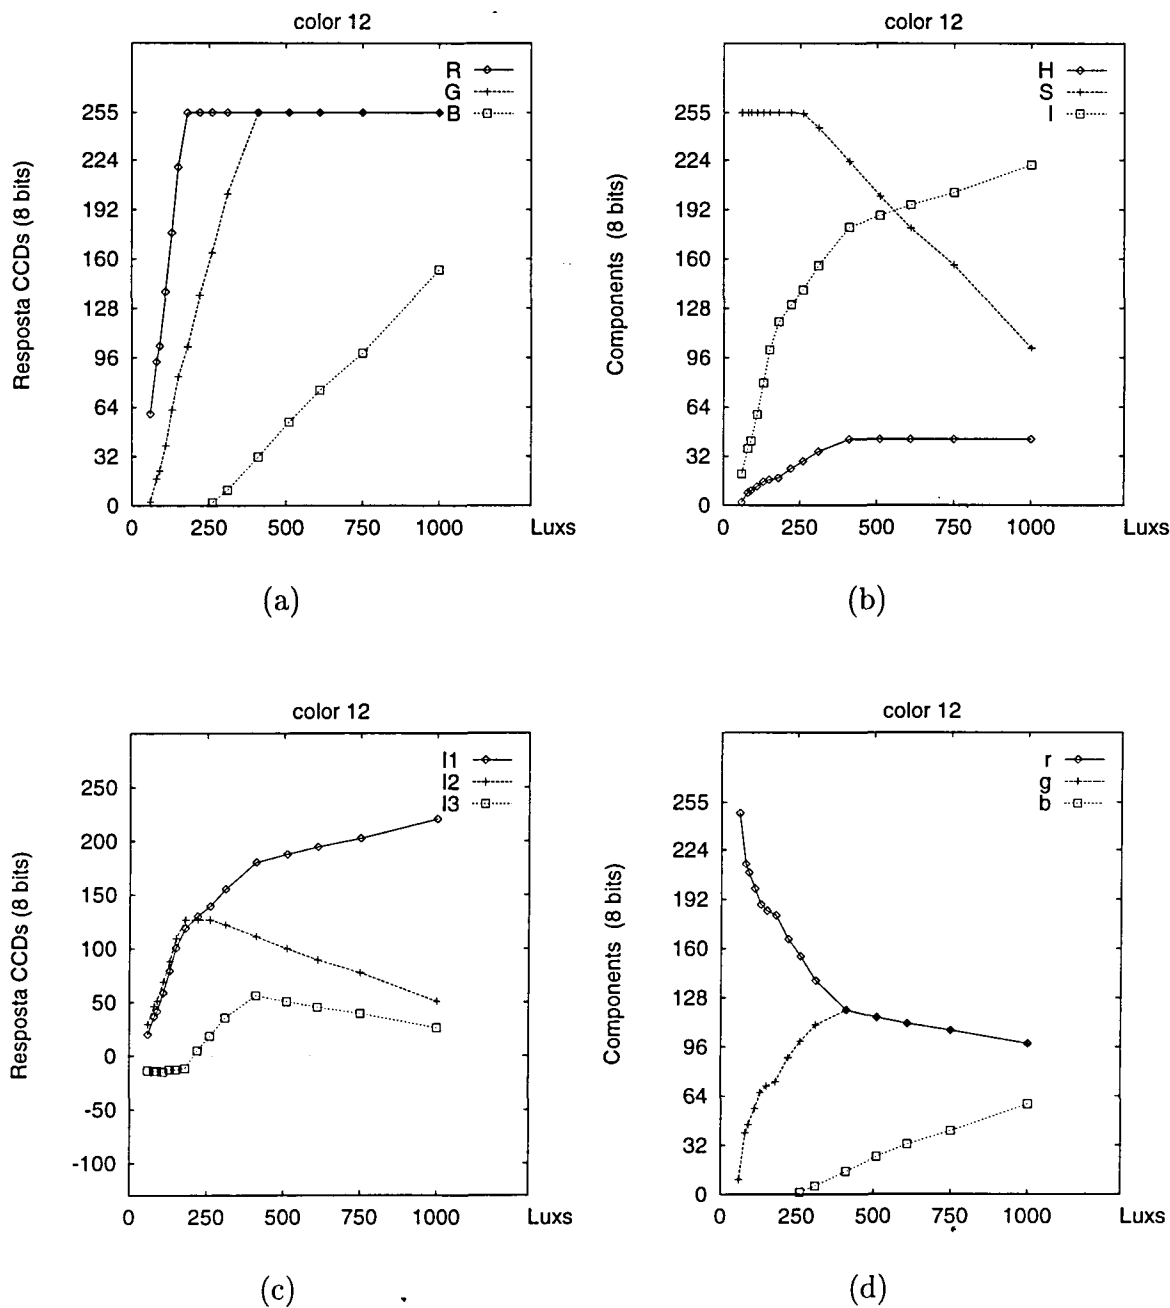 color 12
R
G
B
255
224
192
160
128
96
64
32
0
0 250 500 750 1000 Luxs
Resposta CCDs (8 bits)
(a)
color 12
H
S
I
255
224
192
160
128
96
64
32
0
0 250 500 750 1000 Luxs
Components (8 bits)
(b)
color 12
I1
I2
I3
250
200
150
100
50
0
-50
-100
0 250 500 750 1000 Luxs
Resposta CCDs (8 bits)
(c)
color 12
r
g
b
255
224
192
160
128
96
64
32
0
0 250 500 750 1000 Luxs
Components (8 bits)
(d)